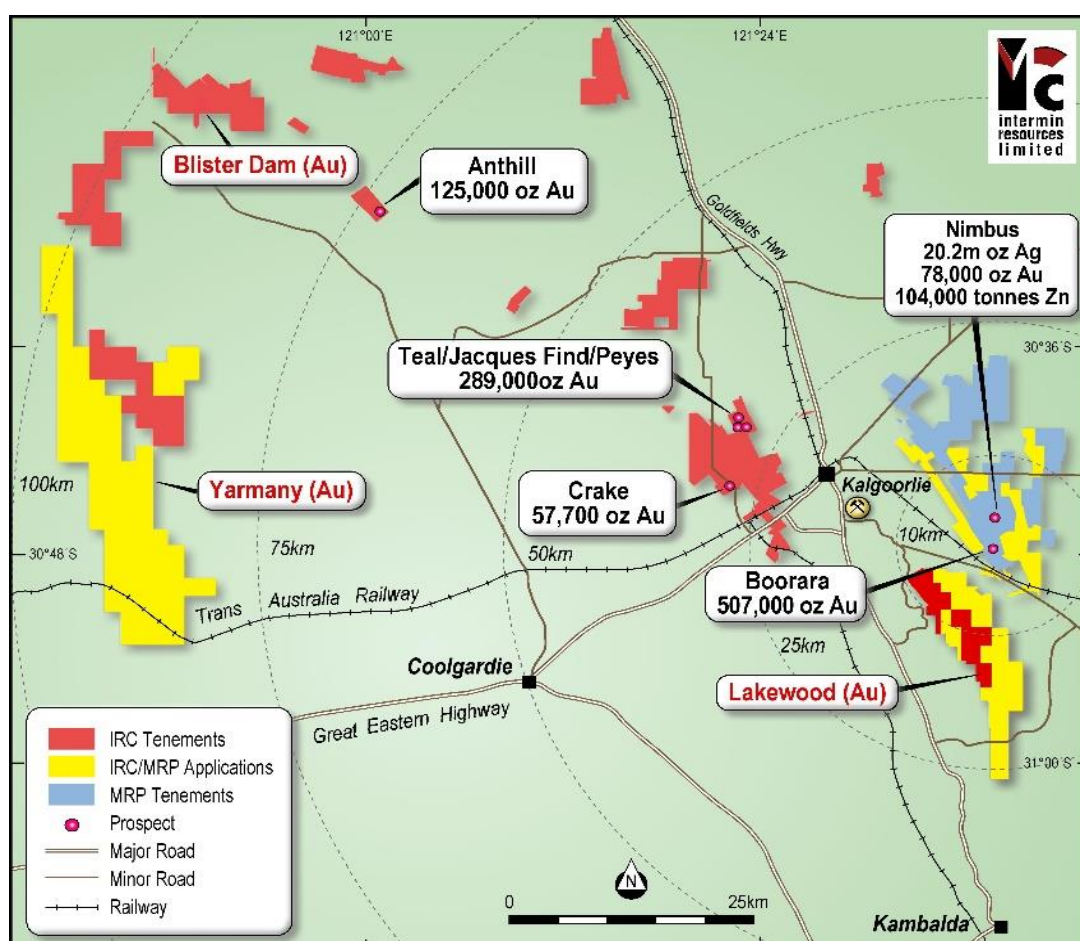 121°00'E
121°24'E
intermin
resources
limited
Blister Dam (Au)
Anthill
125,000 oz Au
Goldfields Hwy
Nimbus
20.2m oz Ag
78,000 oz Au
104,000 tonnes Zn
30°36'S
Teal/Jacques Find/Peyes
289,000oz Au
100km
Yarmany (Au)
Crake
57,700 oz Au
Kalgoorlie
30°48'S
75km
50km
10km
Boorara
507,000 oz Au
Trans Australia Railway
25km
Coolgardie
Lakewood (Au)
Great Eastern Highway
31°00'S
IRC Tenements
IRC/MRP Applications
MRP Tenements
Prospect
Major Road
Minor Road
Railway
N
0
25km
Kambalda